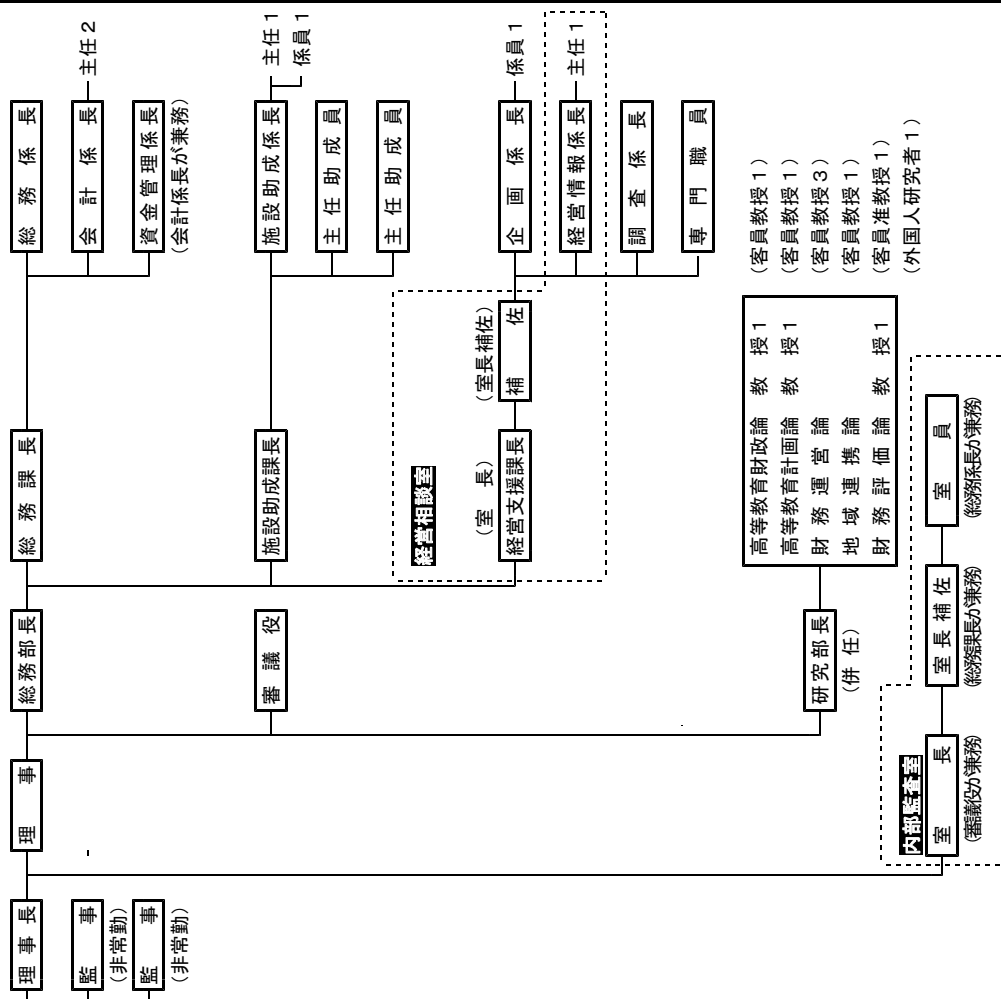 理事長
監事
(非常勤)
監事
(非常勤)
理事
総務部長
審議役
研究部長
(併任)
総務課長
施設助成課長
経営相談室
(室長)
経営支援課長
(室長補佐)
補佐
総務係長
会計係長
主任2
資金管理係長
(会計係長が兼務)
施設助成係長
主任1
係員1
主任助成員
主任助成員
企画係長
係員1
経営情報係長
主任1
調査係長
専門職員
高等教育財政論 教授1 (客員教授1)
高等教育計画論 教授1 (客員教授1)
財務運営論 (客員教授3)
地域連携論 (客員教授1)
財務評価論 教授1 (客員准教授1)
(外国人研究者1)
内部監査室
室長
(審議役が兼務)
室長補佐
(総務課長が兼務)
室員
(総務係長が兼務)